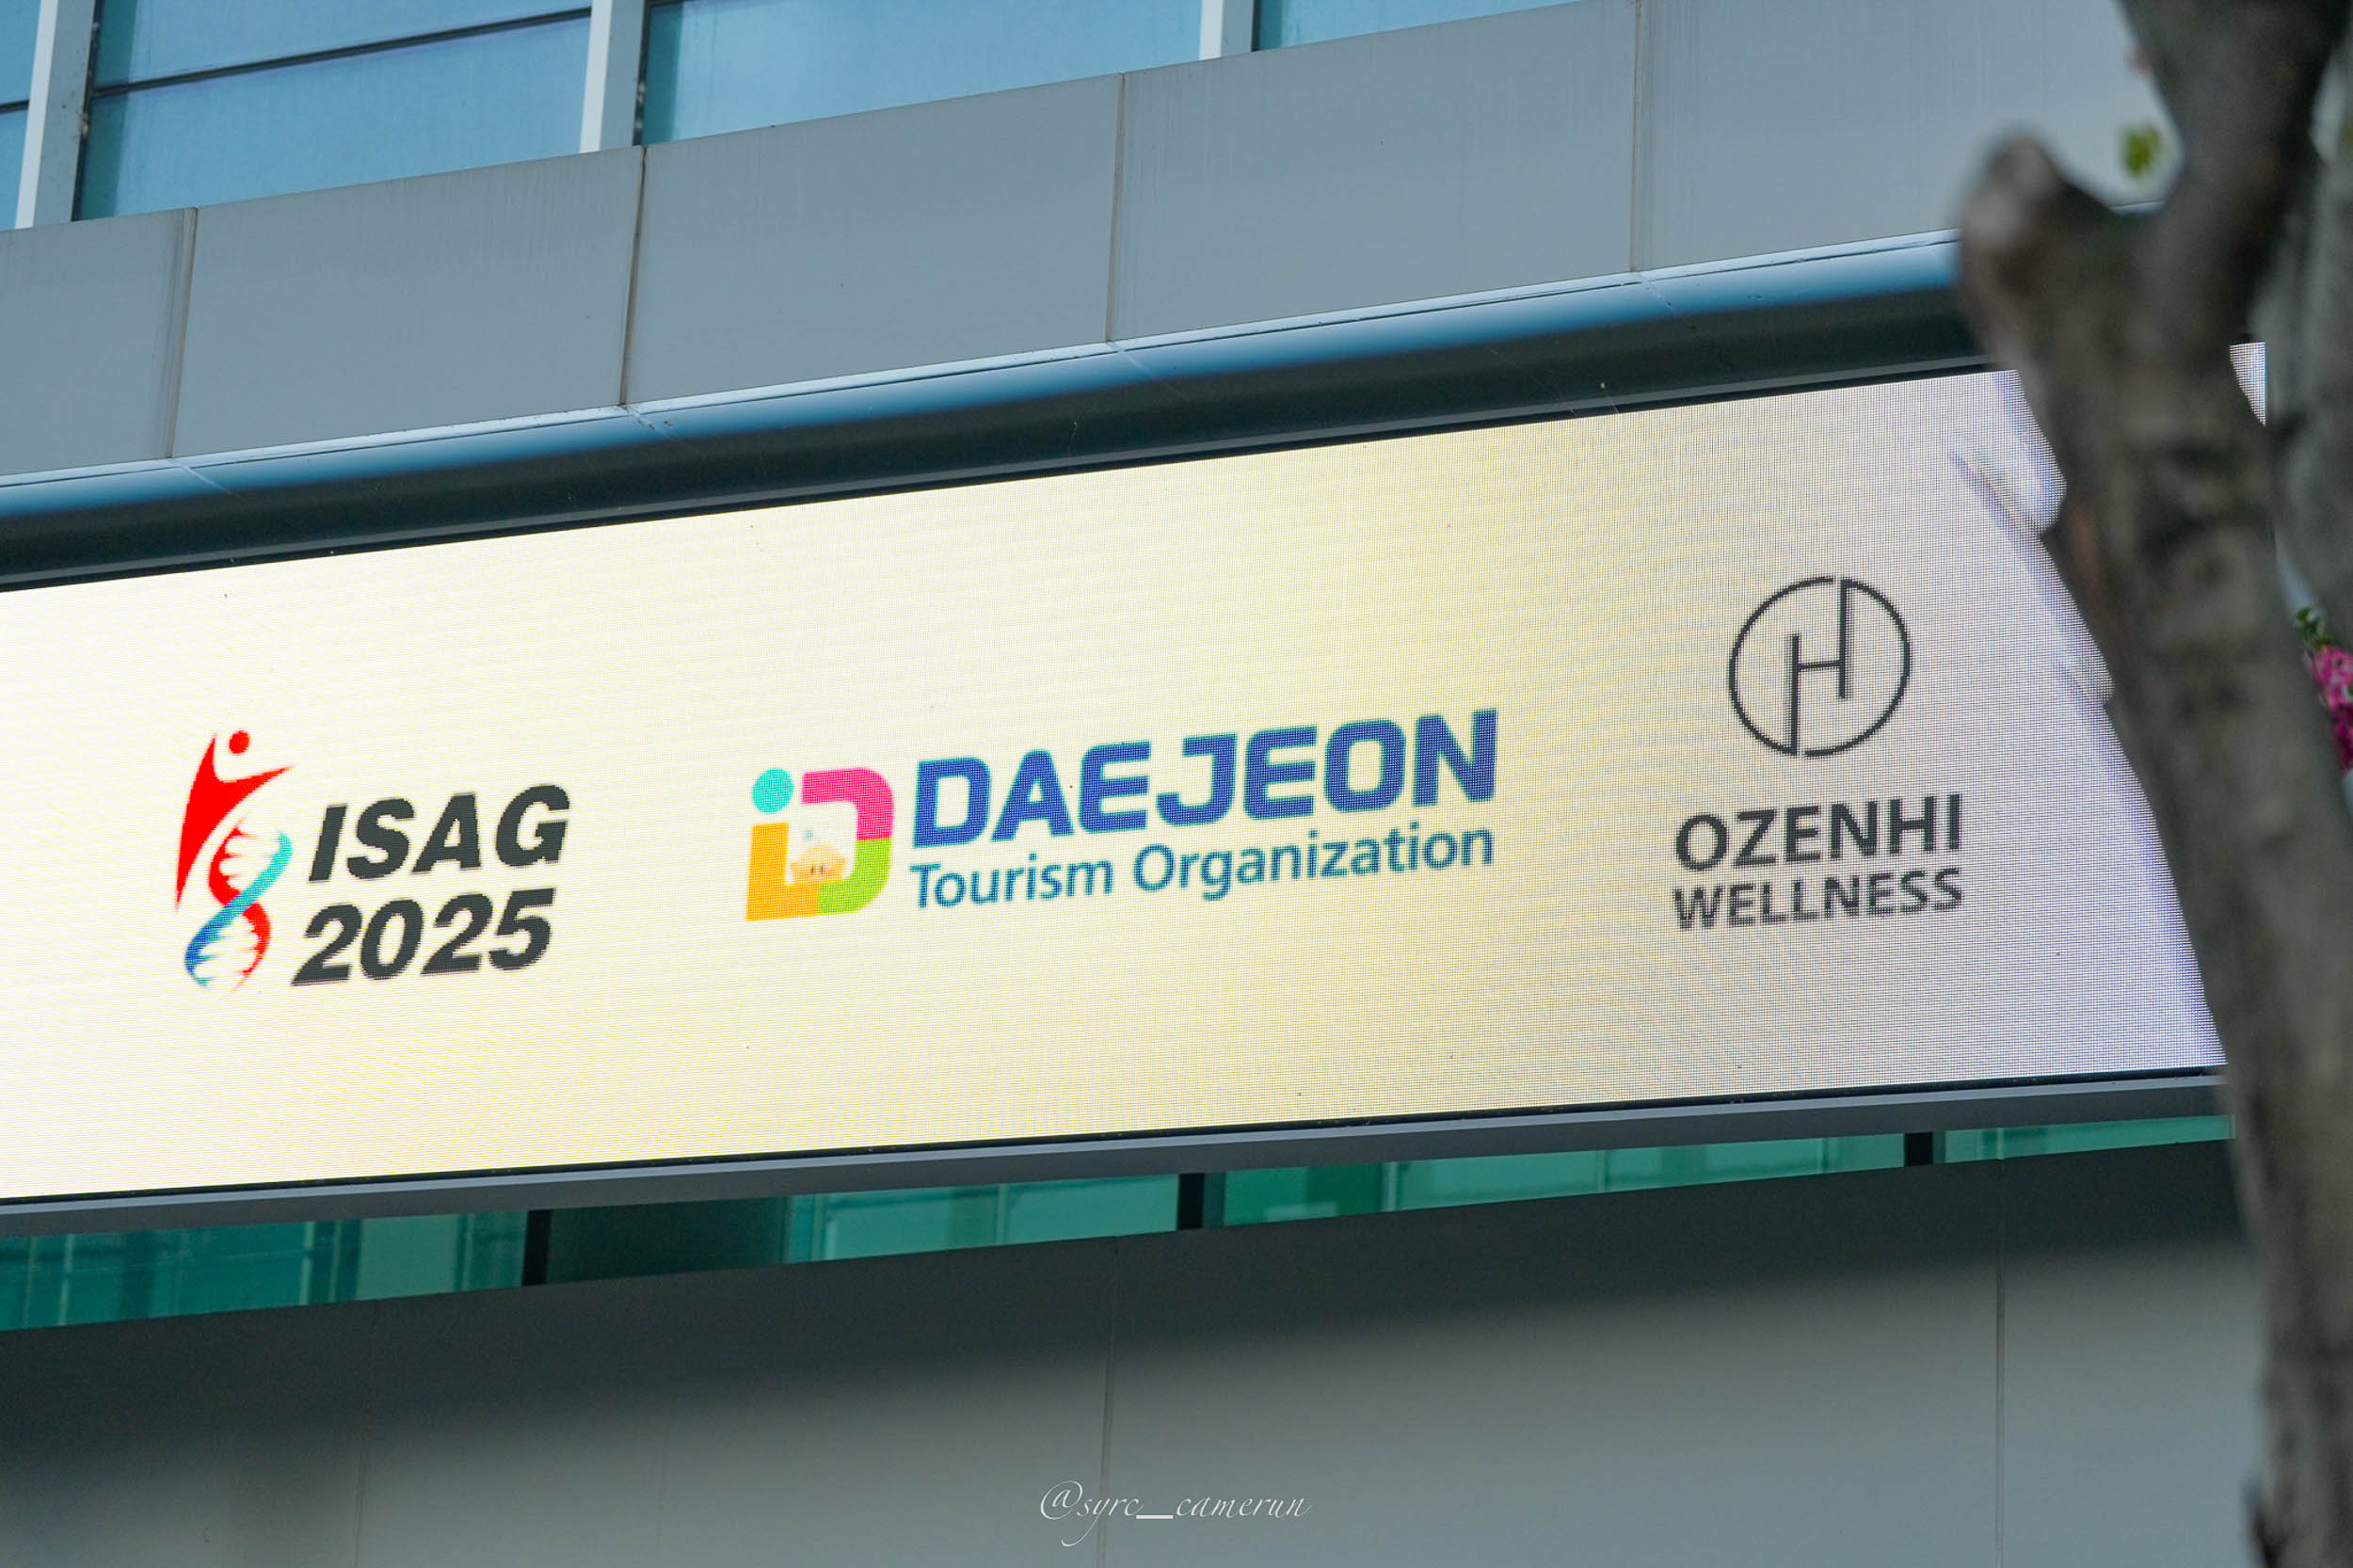 ISAG
2025
DAEJEON
Tourism Organization
OZENHI
WELLNESS
@syrc_camerun